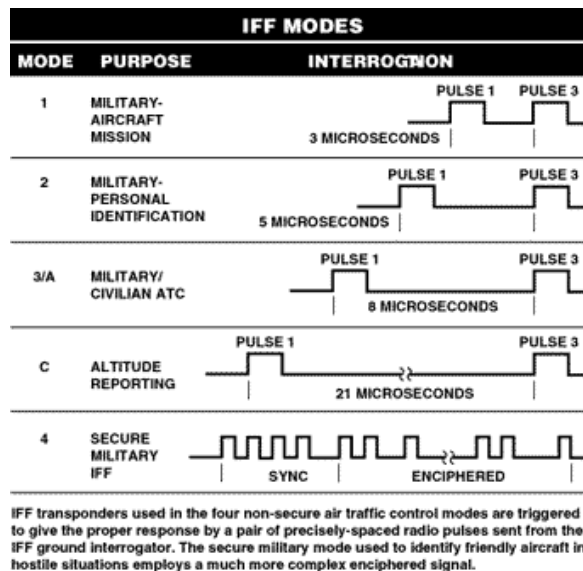 IFF MODES
MODE PURPOSE INTERROGATION
1 MILITARY- PULSE 1 PULSE 3
AIRCRAFT
MISSION 3 MICROSECONDS
2 MILITARY- PULSE 1 PULSE 3
PERSONAL
IDENTIFICATION 5 MICROSECONDS
3/A MILITARY/ PULSE 1 PULSE 3
CIVILIAN ATC 8 MICROSECONDS
PULSE 1 PULSE 3
C ALTITUDE
REPORTING 21 MICROSECONDS
4 SECURE
MILITARY
IFF SYNC ENCIPHERED
IFF transponders used in the four non-secure air traffic control modes are triggered
to give the proper response by a pair of precisely-spaced radio pulses sent from the
IFF ground interrogator. The secure military mode used to identify friendly aircraft in
hostile situations employs a much more complex enciphered signal.